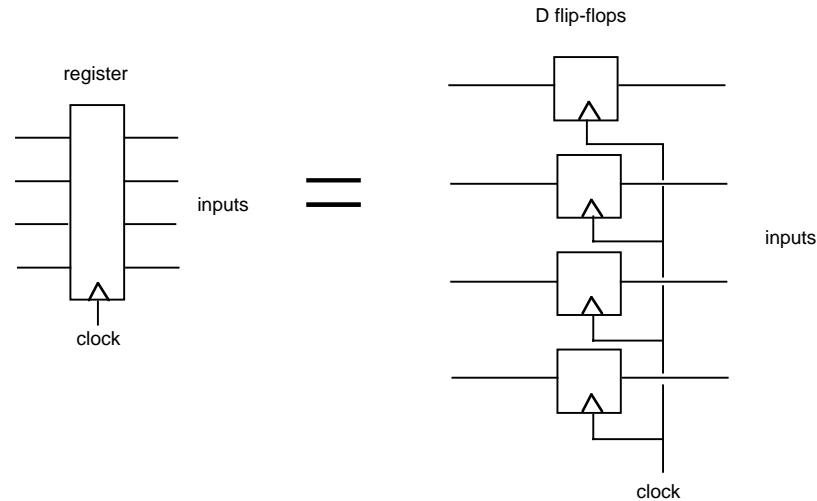 D flip-flops
register
inputs
inputs
clock
clock